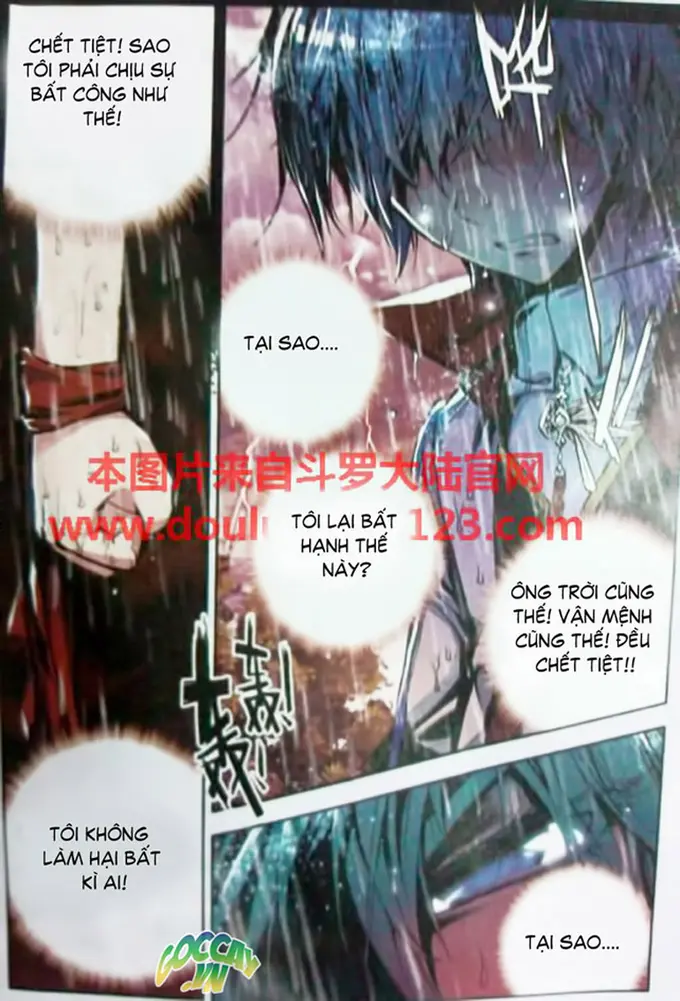 CHẾT TIỆT! SAO
TÔI PHẢI CHỊU SỰ
BẤT CÔNG NHƯ
THẾ!
TẠI SAO....
本图片来自斗罗大陆官网
TÔI LẠI BẤT
HẠNH THẾ
NÀY?
ÔNG TRỜI CŨNG
THẾ! VẬN MỆNH
CŨNG THẾ! ĐỀU
CHẾT TIỆT!!
TÔI KHÔNG
LÀM HẠI BẤT
KÌ AI!
TẠI SAO....
GOCCAY
.VN